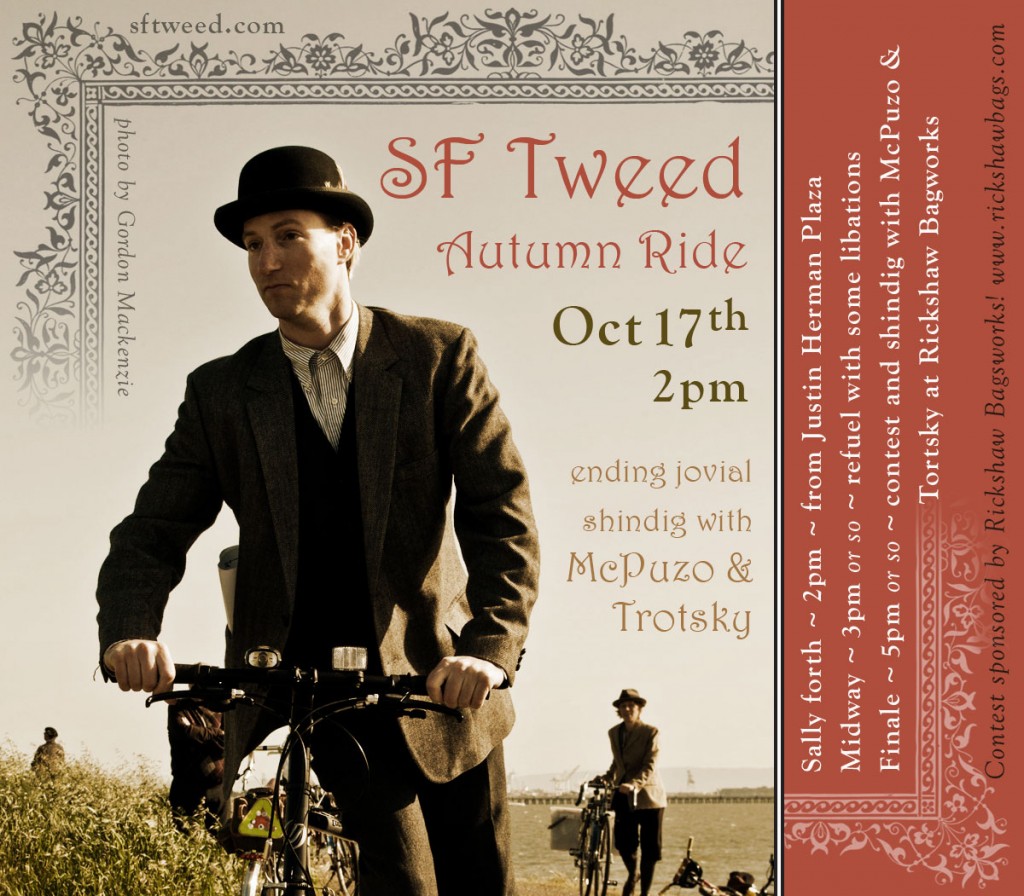 sftweed.com
photo by Gordon Mackenzie
SF Tweed
Autumn Ride
Oct 17th
2pm
ending jovial
shindig with
McPuzo &
Trotsky
Sally forth ~ 2pm ~ from Justin Herman Plaza
Midway ~ 3pm or so ~ refuel with some libations
Finale ~ 5pm or so ~ contest and shindig with McPuzo &
Tortsky at Rickshaw Bagworks
Contest sponsored by Rickshaw Bagsworks! www.rickshawbags.com